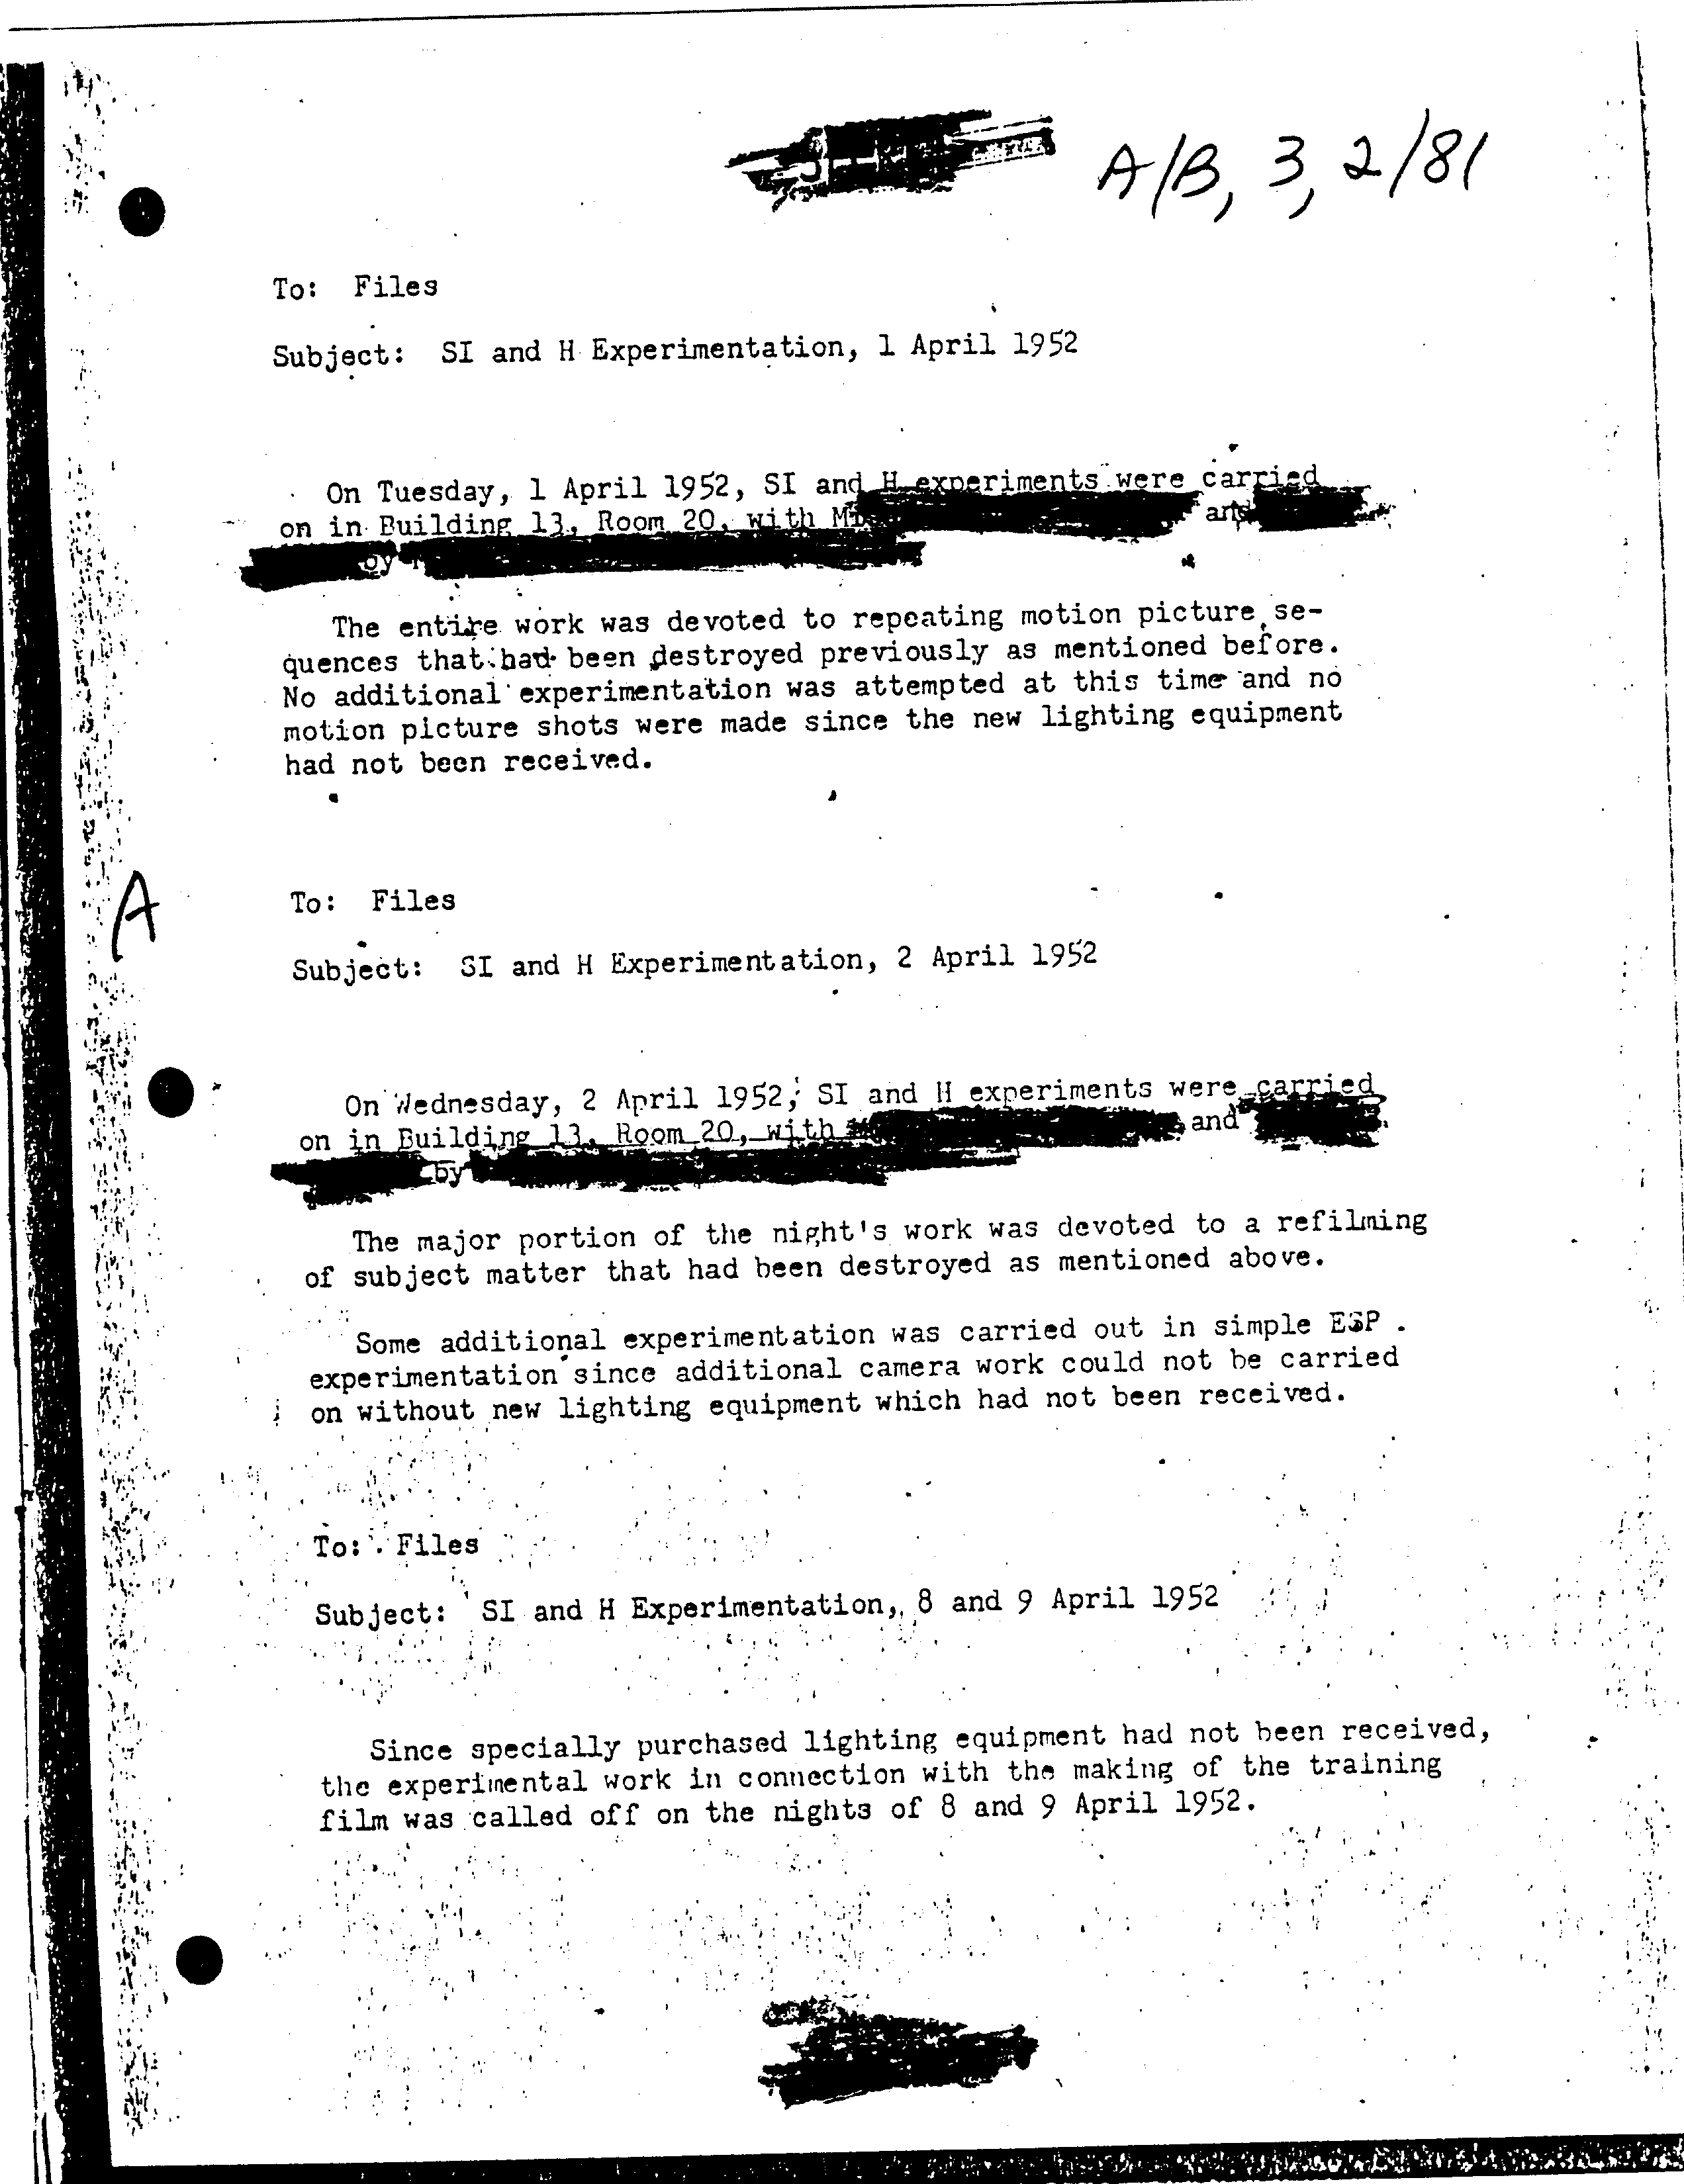 A/B, 3, 2/81
To: Files
Subject: SI and H Experimentation, 1 April 1952
On Tuesday, 1 April 1952, SI and H experiments were carried
on in Building 13, Room 20, with and
by
The entire work was devoted to repeating motion picture se-
quences that had been destroyed previously as mentioned before.
No additional experimentation was attempted at this time and no
motion picture shots were made since the new lighting equipment
had not been received.
A
To: Files
Subject: SI and H Experimentation, 2 April 1952
On Wednesday, 2 April 1952, SI and H experiments were carried
on in Building 13, Room 20, with and
by
The major portion of the night's work was devoted to a refilming
of subject matter that had been destroyed as mentioned above.
Some additional experimentation was carried out in simple ESP
experimentation since additional camera work could not be carried
on without new lighting equipment which had not been received.
To: Files
Subject: SI and H Experimentation, 8 and 9 April 1952
Since specially purchased lighting equipment had not been received,
the experimental work in connection with the making of the training
film was called off on the nights of 8 and 9 April 1952.